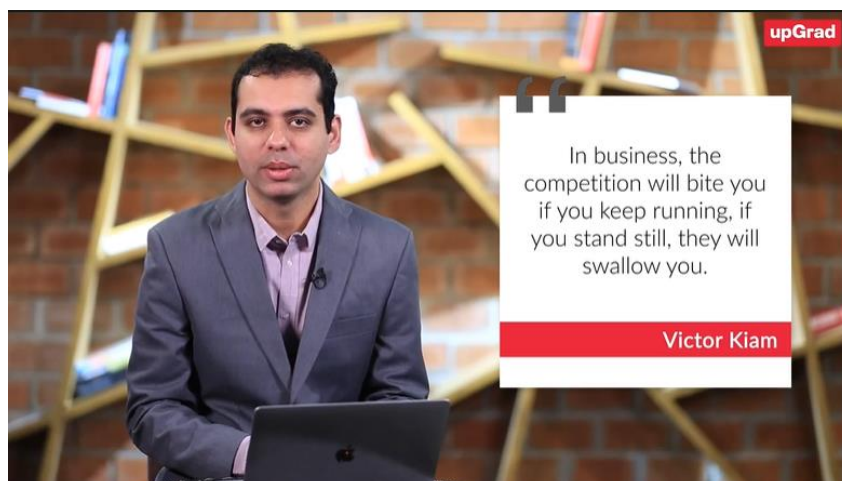 upGrad
In business, the
competition will bite you
if you keep running, if
you stand still, they will
swallow you.
Victor Kiam